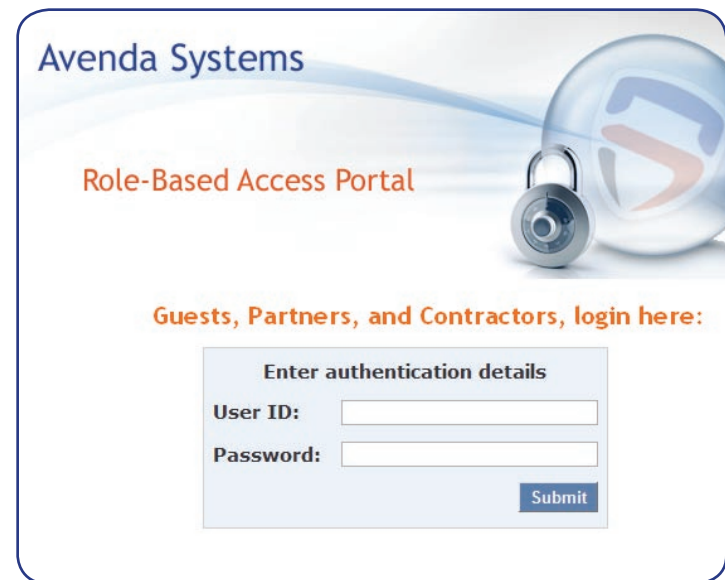 Avenda Systems
Role-Based Access Portal
Guests, Partners, and Contractors, login here:
Enter authentication details
User ID:
Password:
Submit